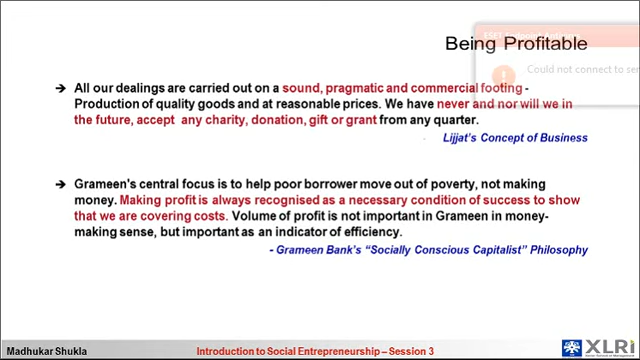 Being Profitable
Could not connect to ser
➔ All our dealings are carried out on a sound, pragmatic and commercial footing -
Production of quality goods and at reasonable prices. We have never and nor will we in
the future, accept any charity, donation, gift or grant from any quarter.
Lijjat's Concept of Business
➔ Grameen's central focus is to help poor borrower move out of poverty, not making
money. Making profit is always recognised as a necessary condition of success to show
that we are covering costs. Volume of profit is not important in Grameen in money-
making sense, but important as an indicator of efficiency.
- Grameen Bank's "Socially Conscious Capitalist" Philosophy
Madhukar Shukla
Introduction to Social Entrepreneurship – Session 3
XLRI